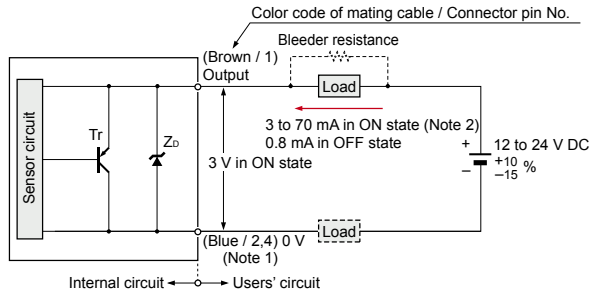 Color code of mating cable / Connector pin No.
Bleeder resistance
(Brown / 1)
Output
Load
Sensor circuit
Tr
ZD
3 to 70 mA in ON state (Note 2)
0.8 mA in OFF state
3 V in ON state
+
–
12 to 24 V DC
+10
–15 %
Load
(Blue / 2,4) 0 V
(Note 1)
Internal circuit
Users' circuit